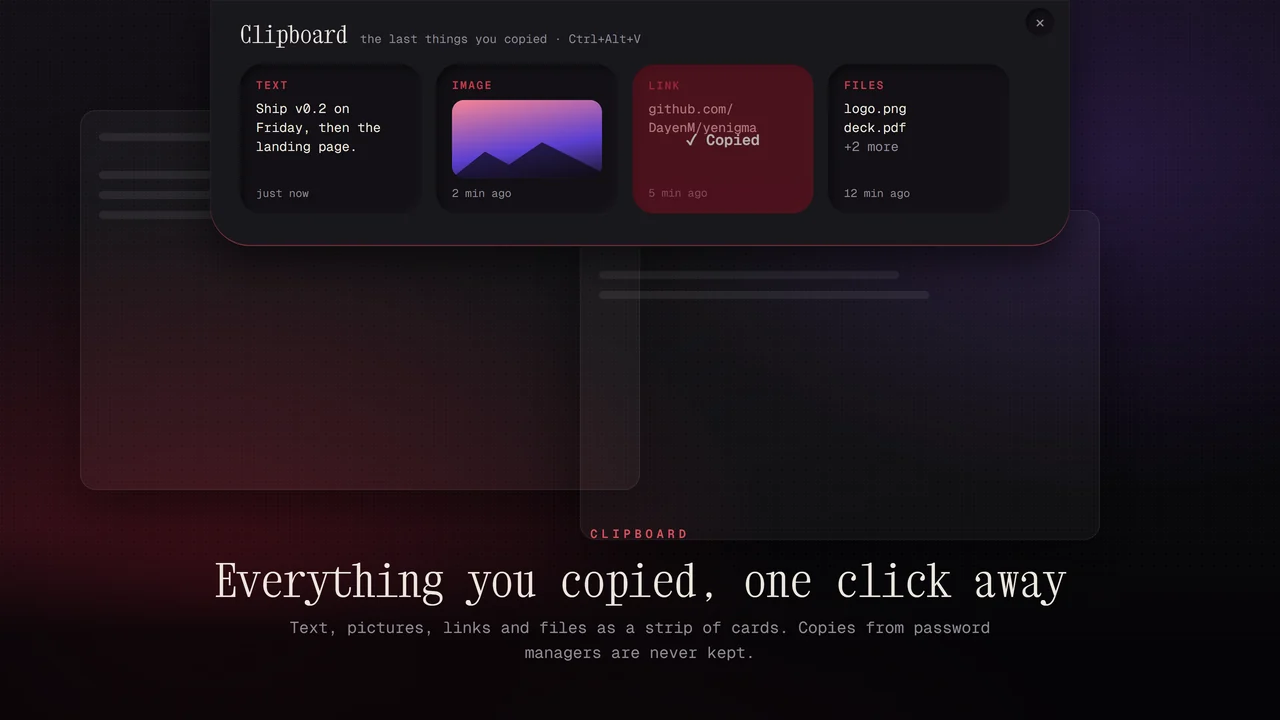 Clipboard the last things you copied · Ctrl+Alt+V
×
TEXT
Ship v0.2 on
Friday, then the
landing page.
just now
IMAGE
2 min ago
LINK
github.com/
DayenM/yenigma
✓ Copied
5 min ago
FILES
logo.png
deck.pdf
+2 more
12 min ago
CLIPBOARD
Everything you copied, one click away
Text, pictures, links and files as a strip of cards. Copies from password
managers are never kept.